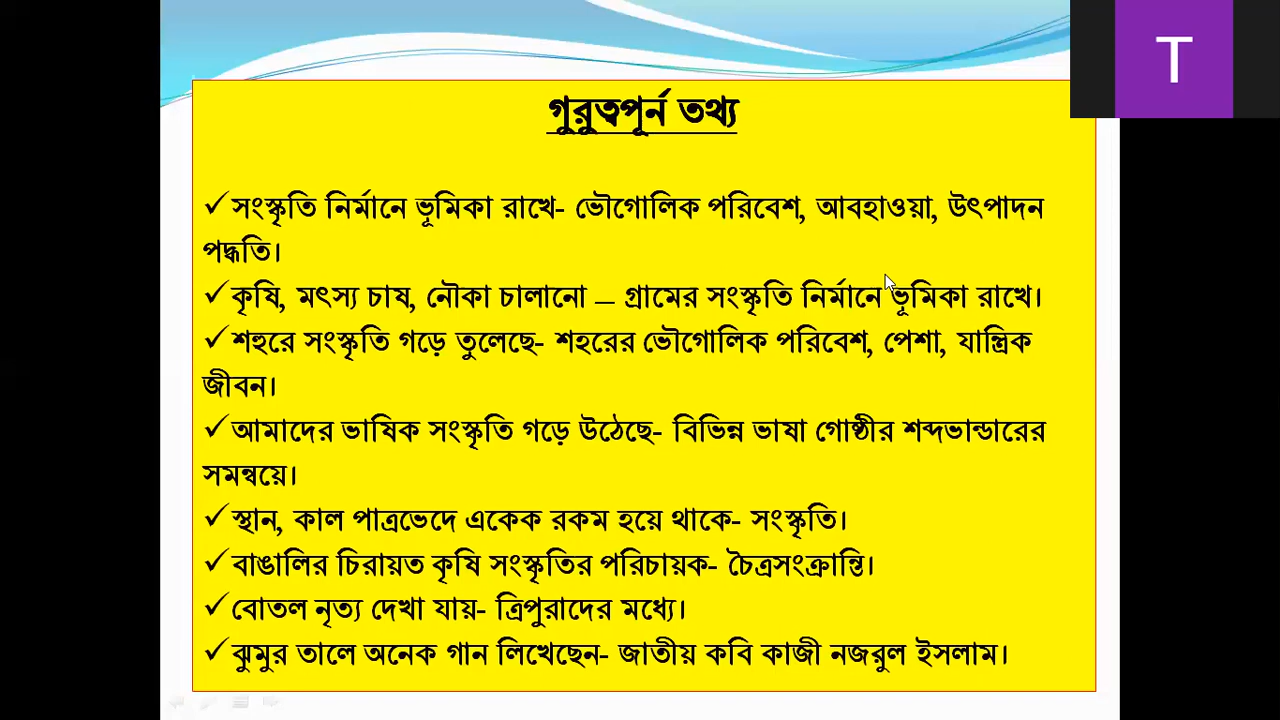 T
গুরুত্বপূর্ন তথ্য
✓সংস্কৃতি নির্মানে ভূমিকা রাখে- ভৌগোলিক পরিবেশ, আবহাওয়া, উৎপাদন
পদ্ধতি।
✓কৃষি, মৎস্য চাষ, নৌকা চালানো – গ্রামের সংস্কৃতি নির্মানে ভূমিকা রাখে।
✓শহুরে সংস্কৃতি গড়ে তুলেছে- শহরের ভৌগোলিক পরিবেশ, পেশা, যান্ত্রিক
জীবন।
✓আমাদের ভাষিক সংস্কৃতি গড়ে উঠেছে- বিভিন্ন ভাষা গোষ্ঠীর শব্দভান্ডারের
সমন্বয়ে।
✓স্থান, কাল পাত্রভেদে একেক রকম হয়ে থাকে- সংস্কৃতি।
✓বাঙালির চিরায়ত কৃষি সংস্কৃতির পরিচায়ক- চৈত্রসংক্রান্তি।
✓বোতল নৃত্য দেখা যায়- ত্রিপুরাদের মধ্যে।
✓ঝুমুর তালে অনেক গান লিখেছেন- জাতীয় কবি কাজী নজরুল ইসলাম।